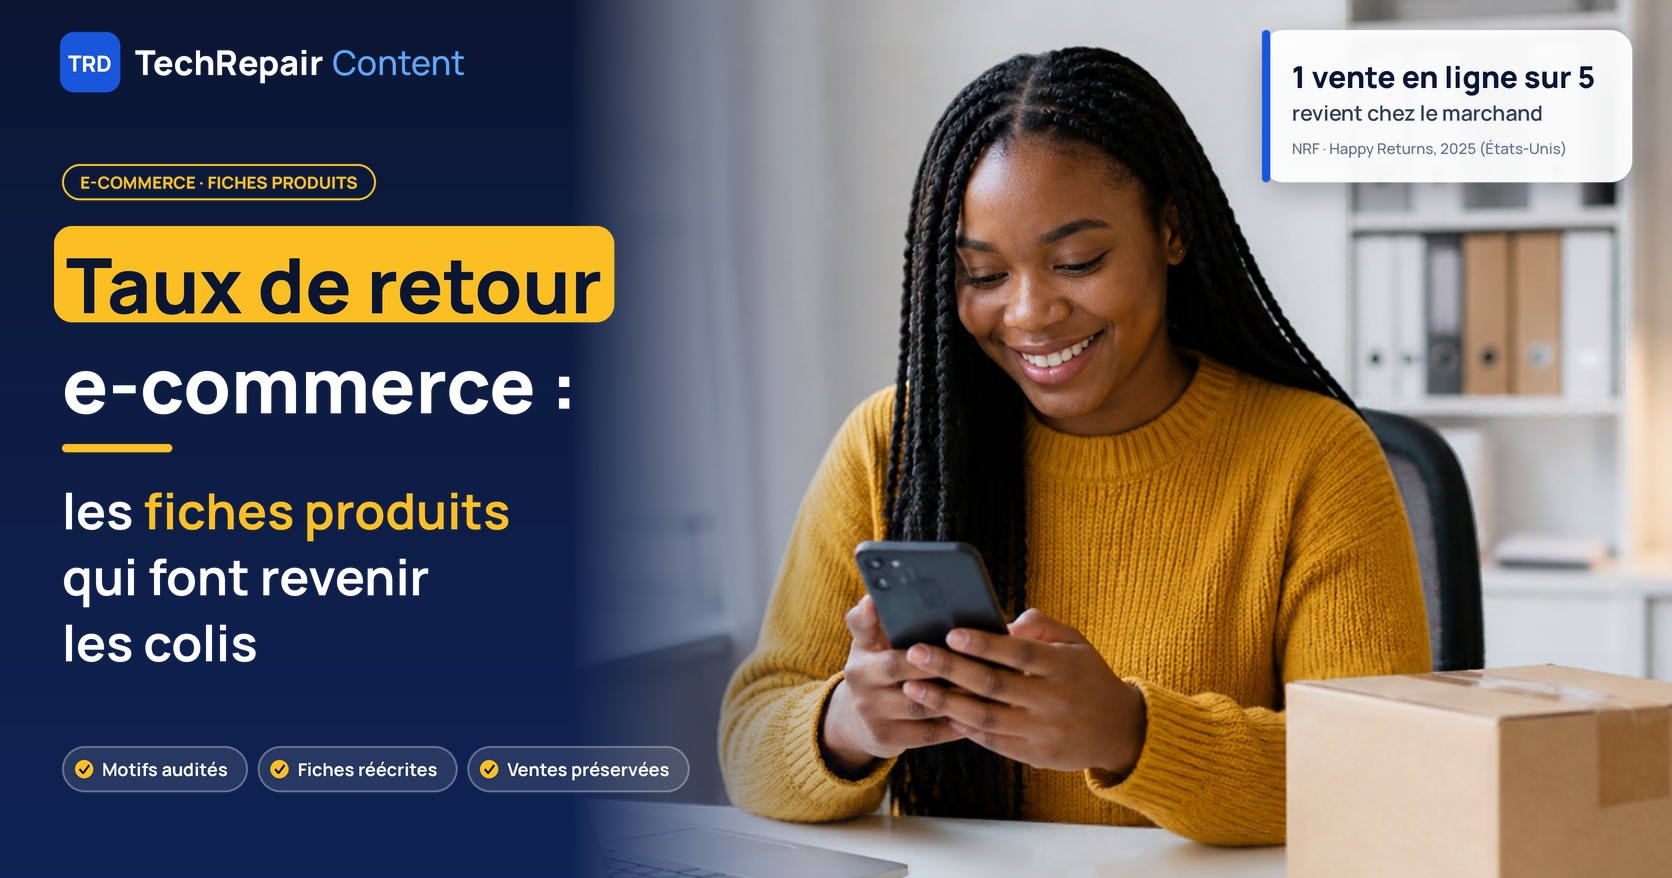 TRD TechRepair Content
E-COMMERCE · FICHES PRODUITS
Taux de retour
e-commerce :
les fiches produits
qui font revenir
les colis
Motifs audités Fiches réécrites Ventes préservées
1 vente en ligne sur 5
revient chez le marchand
NRF · Happy Returns, 2025 (États-Unis)